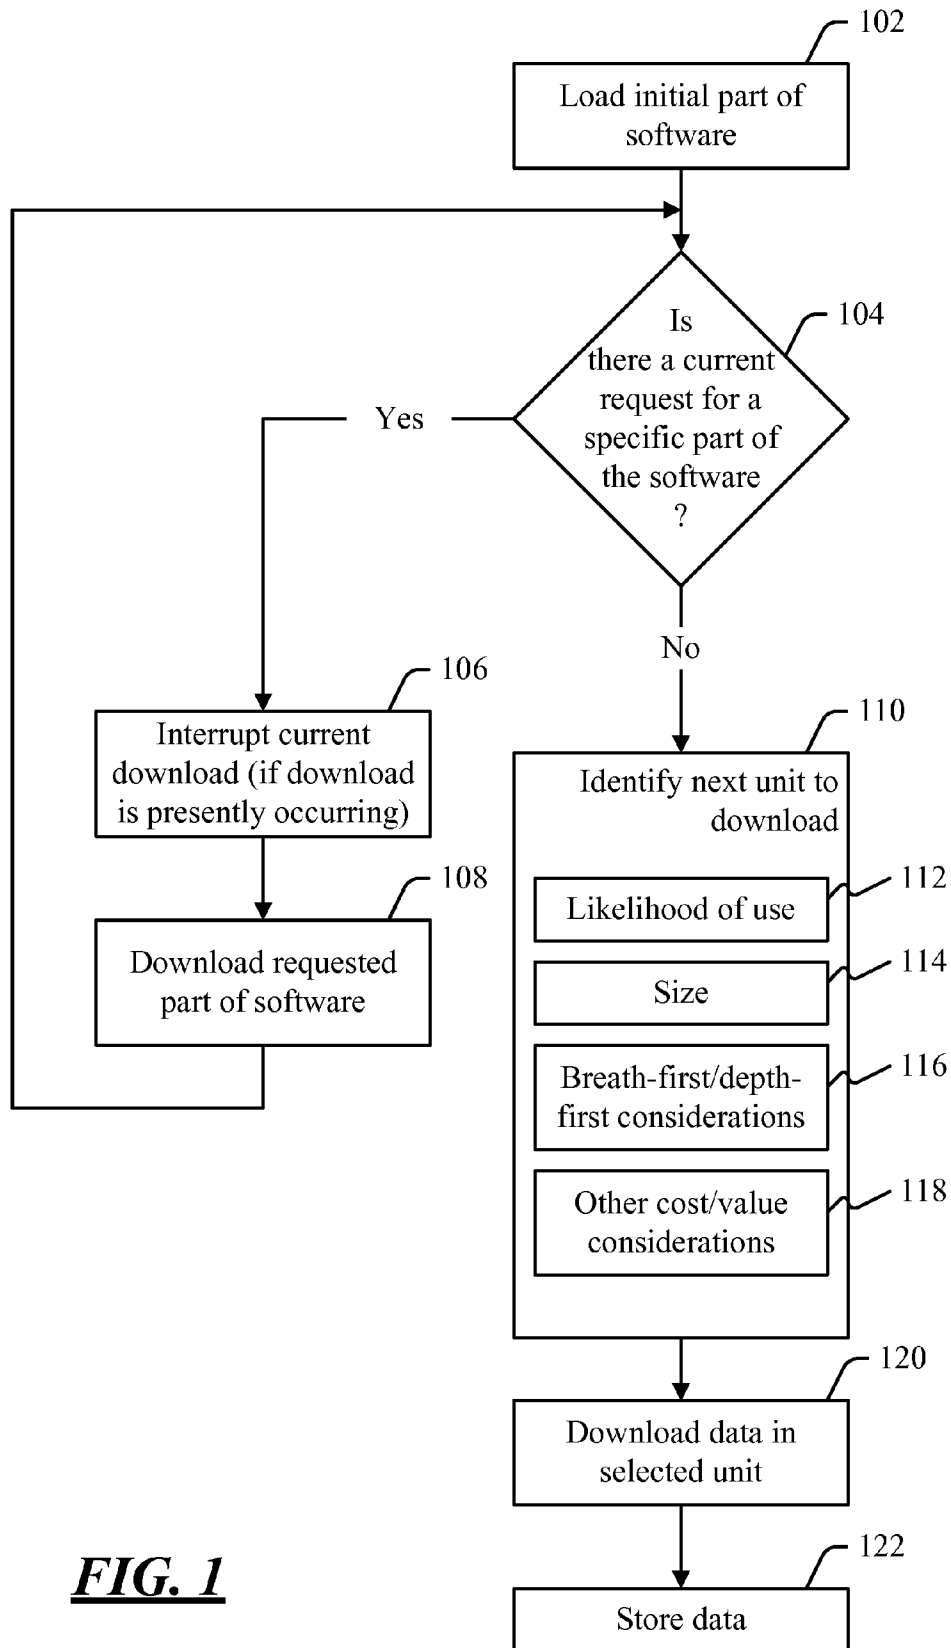 102
Load initial part of
software
104
Is
there a current
request for a
specific part of
the software
?
Yes
No
106
Interrupt current
download (if download
is presently occurring)
108
Download requested
part of software
110
Identify next unit to
download
112
Likelihood of use
114
Size
116
Breath-first/depth-
first considerations
118
Other cost/value
considerations
120
Download data in
selected unit
122
Store data
FIG. 1